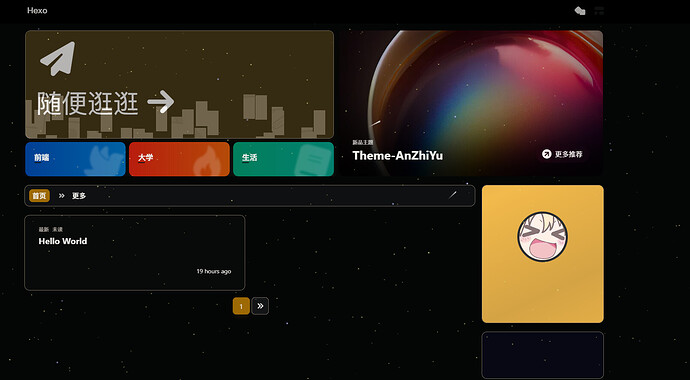 Hexo
随便逛逛
新品主题
Theme-AnZhiYu
更多推荐
前端
大学
生活
首页
更多
最新 未读
Hello World
19 hours ago
1